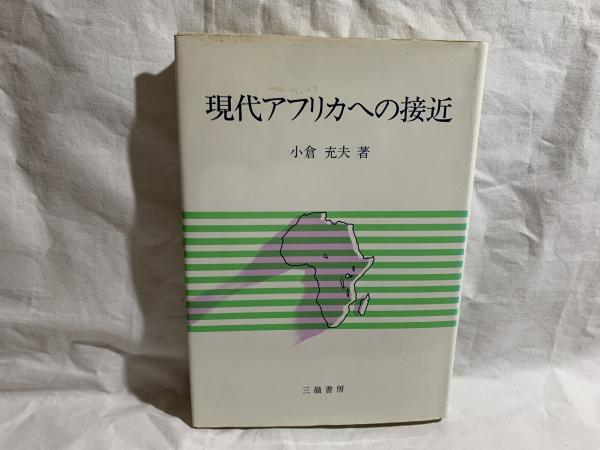 現代アフリカへの接近
小倉 充夫 著
三嶺書房